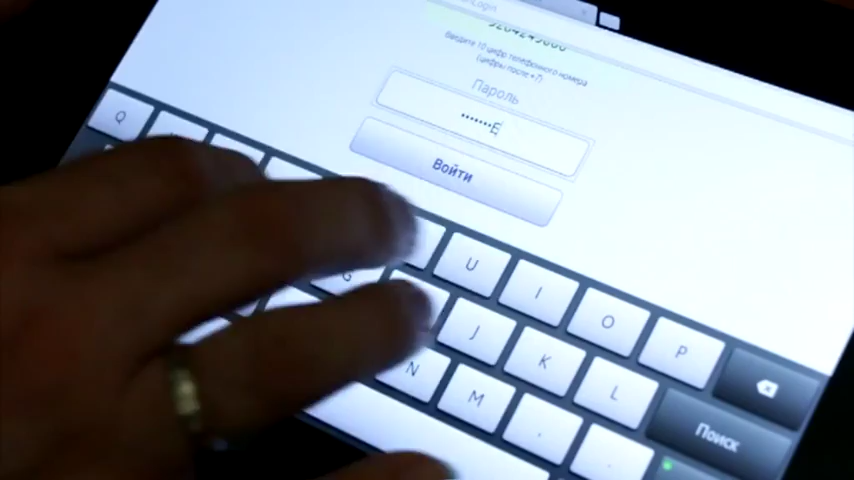 Введите 10 цифр телефонного номера
(цифры после +7)
Пароль
•••••••E
Войти
Q
U I O P
G J K L
N M
Поиск